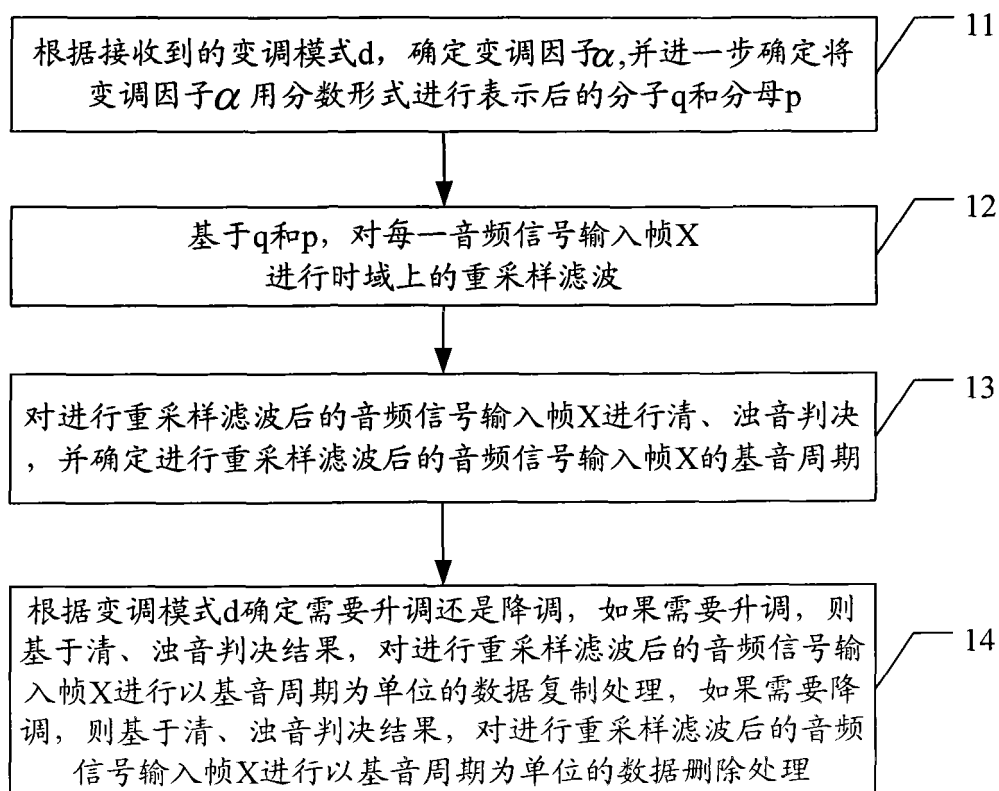 根据接收到的变调模式d，确定变调因子α,并进一步确定将
变调因子α用分数形式进行表示后的分子q和分母p
11
基于q和p，对每一音频信号输入帧X
进行时域上的重采样滤波
12
对进行重采样滤波后的音频信号输入帧X进行清、浊音判决
，并确定进行重采样滤波后的音频信号输入帧X的基音周期
13
根据变调模式d确定需要升调还是降调，如果需要升调，则
基于清、浊音判决结果，对进行重采样滤波后的音频信号输
入帧X进行以基音周期为单位的数据复制处理，如果需要降
调，则基于清、浊音判决结果，对进行重采样滤波后的音频
信号输入帧X进行以基音周期为单位的数据删除处理
14